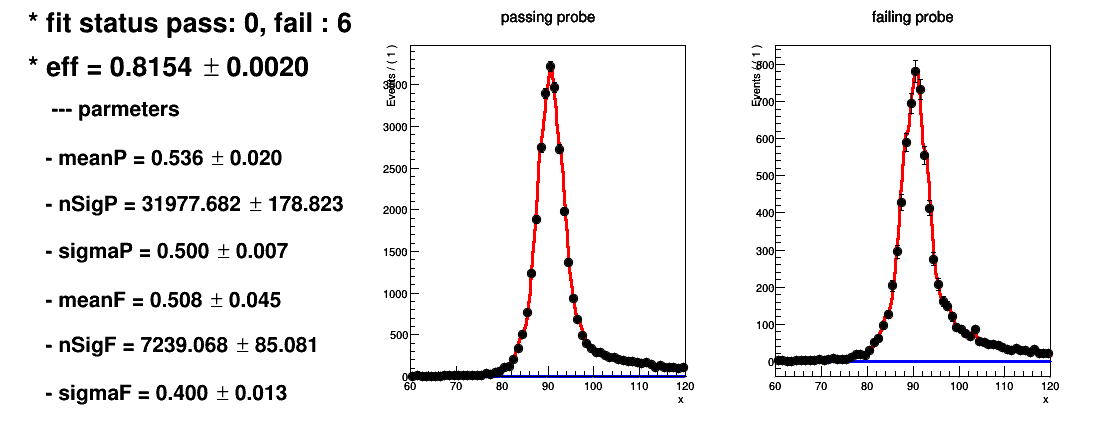 * fit status pass: 0, fail : 6
* eff = 0.8154 ± 0.0020
--- parmeters
- meanP = 0.536 ± 0.020
- nSigP = 31977.682 ± 178.823
- sigmaP = 0.500 ± 0.007
- meanF = 0.508 ± 0.045
- nSigF = 7239.068 ± 85.081
- sigmaF = 0.400 ± 0.013
passing probe
Events / ( 1 )
3500
3000
2500
2000
1500
1000
500
0
60 70 80 90 100 110 120
x
failing probe
Events / ( 1 )
800
700
600
500
400
300
200
100
0
60 70 80 90 100 110 120
x